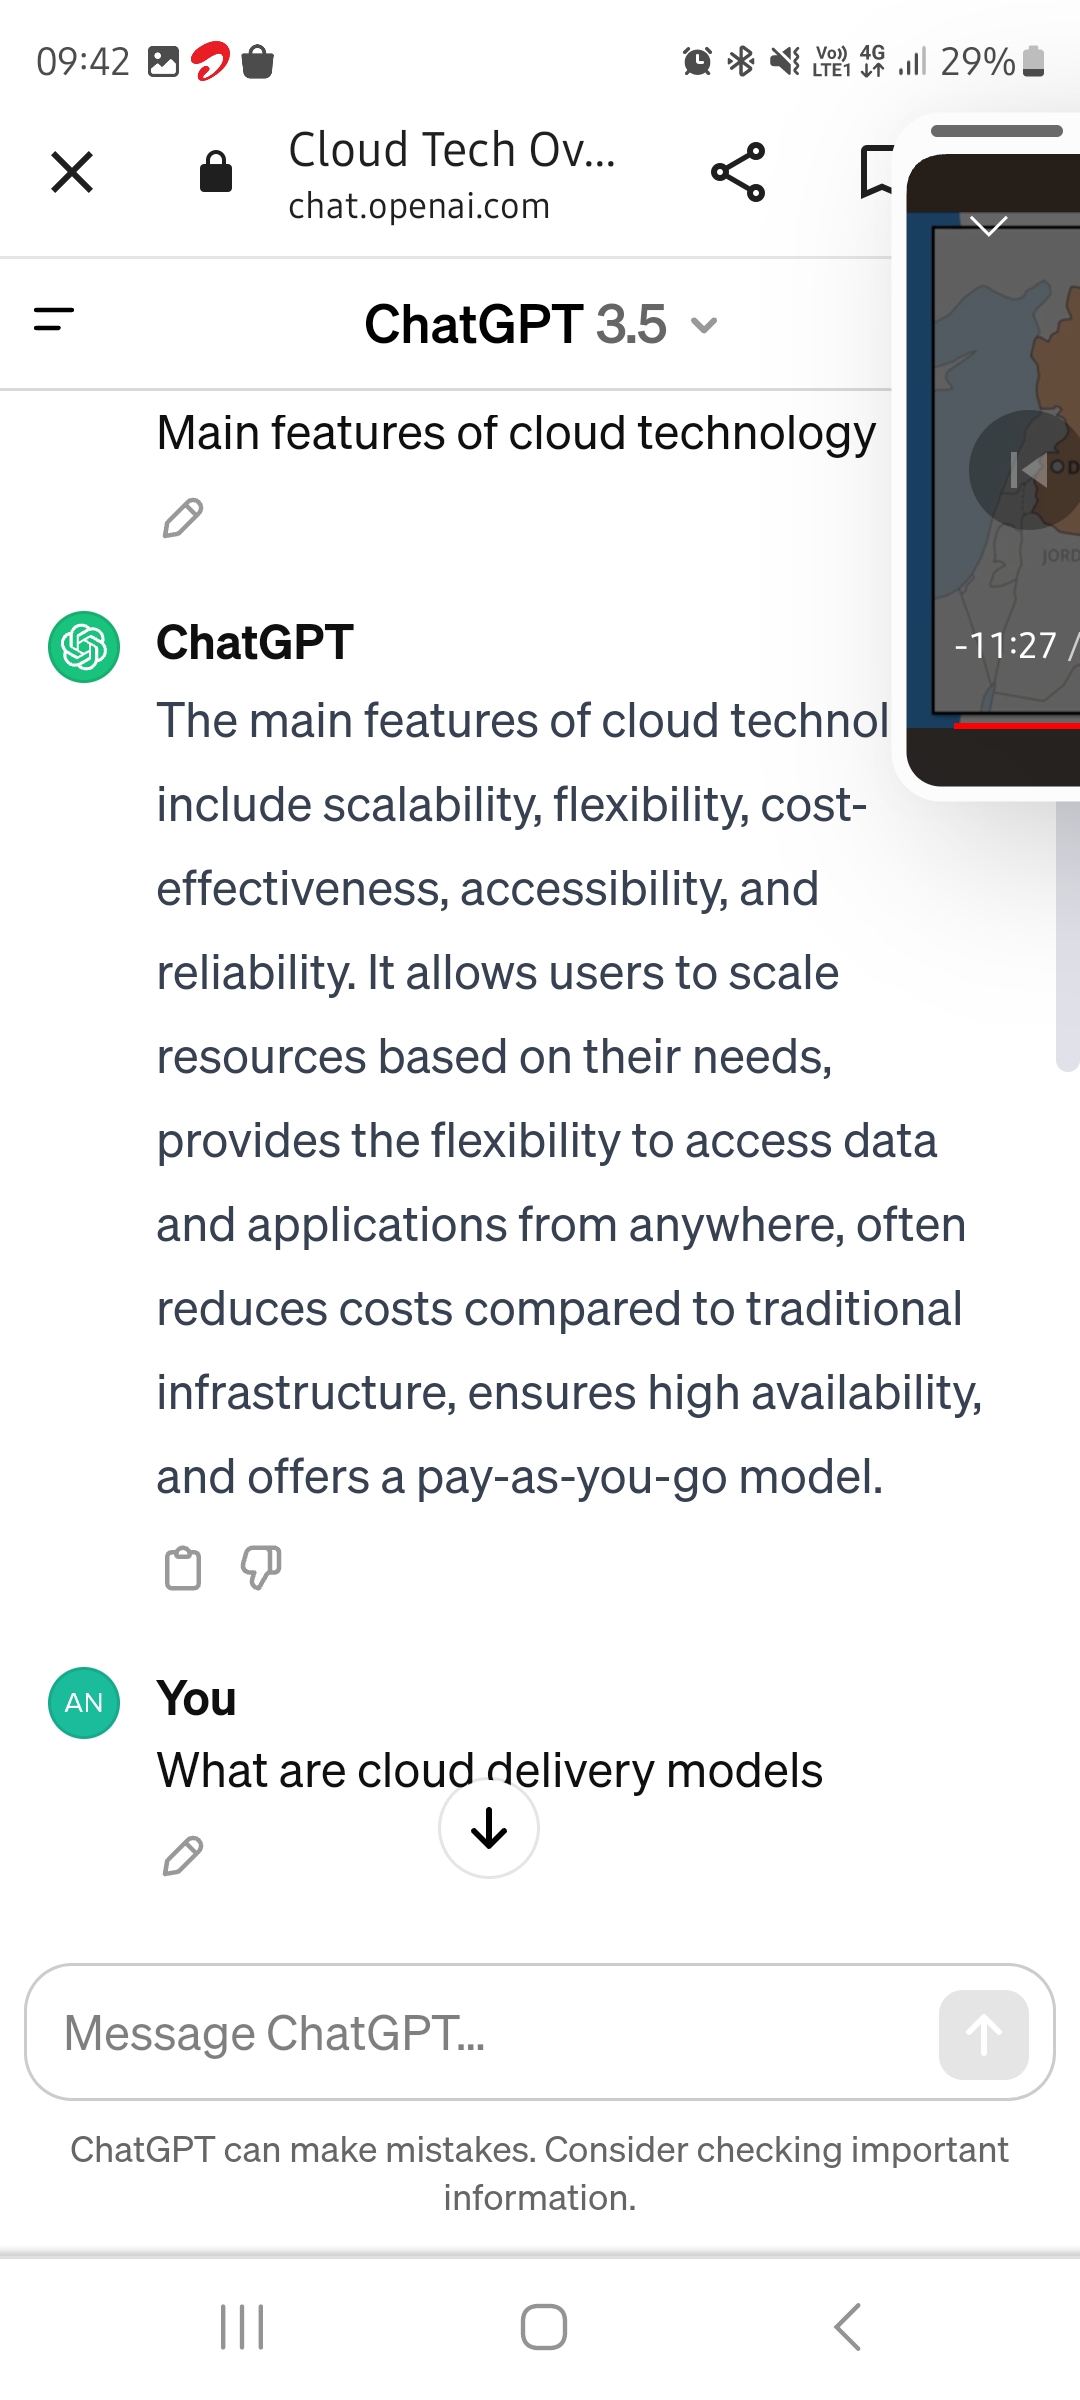 09:42
Vo)) LTE1 4G 29%
Cloud Tech Ov...
chat.openai.com
ChatGPT 3.5
Main features of cloud technology
ChatGPT
The main features of cloud technol
include scalability, flexibility, cost-
effectiveness, accessibility, and
reliability. It allows users to scale
resources based on their needs,
provides the flexibility to access data
and applications from anywhere, often
reduces costs compared to traditional
infrastructure, ensures high availability,
and offers a pay-as-you-go model.
AN
You
What are cloud delivery models
Message ChatGPT...
ChatGPT can make mistakes. Consider checking important
information.
JORD
-11:27 /